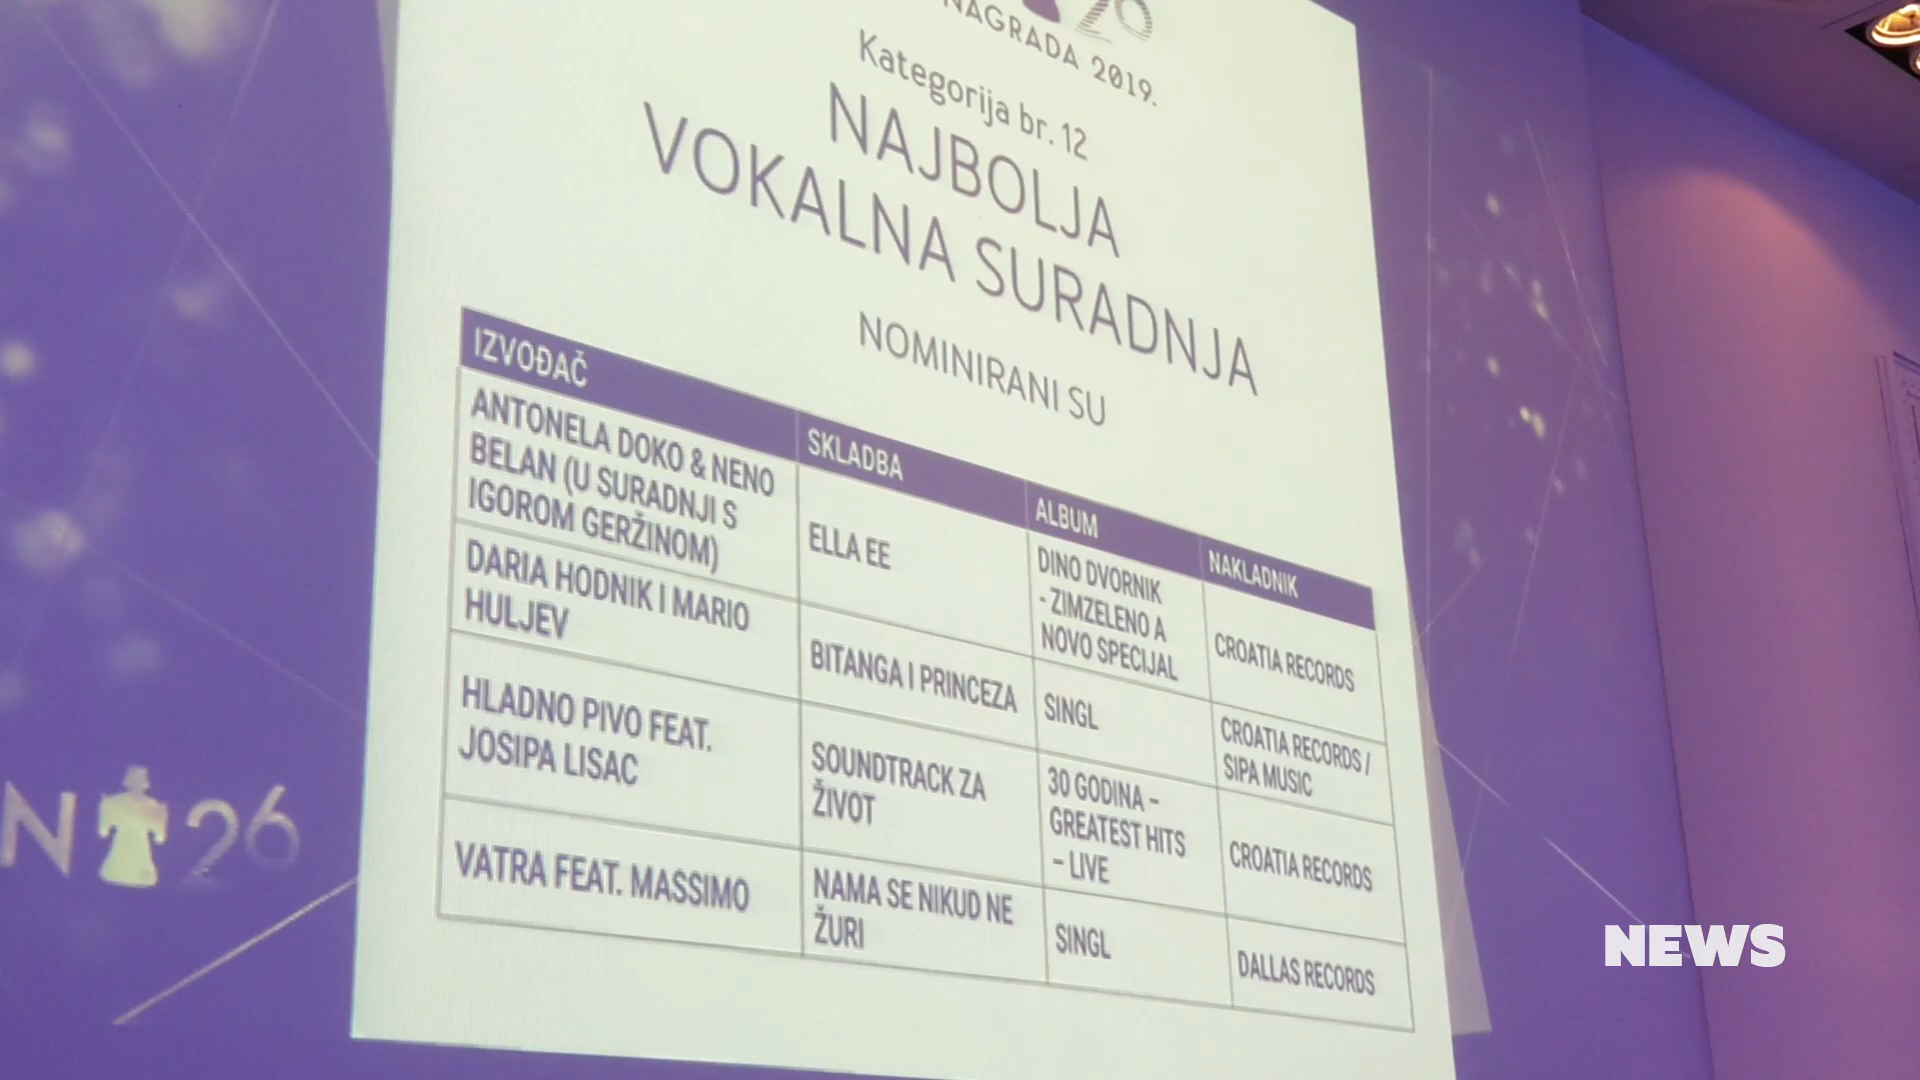 NAGRADA 2019.
Kategorija br. 12
NAJBOLJA
VOKALNA SURADNJA
NOMINIRANI SU
IZVOĐAČ
SKLADBA
ALBUM
NAKLADNIK
ANTONELA DOKO & NENO
BELAN (U SURADNJI S
IGOROM GERŽINOM)
ELLA EE
DINO DVORNIK
- ZIMZELENO A
NOVO SPECIJAL
CROATIA RECORDS
DARIA HODNIK I MARIO
HULJEV
BITANGA I PRINCEZA
SINGL
CROATIA RECORDS /
SIPA MUSIC
HLADNO PIVO FEAT.
JOSIPA LISAC
SOUNDTRACK ZA
ŽIVOT
30 GODINA –
GREATEST HITS
– LIVE
CROATIA RECORDS
VATRA FEAT. MASSIMO
NAMA SE NIKUD NE
ŽURI
SINGL
DALLAS RECORDS
N 26
NEWS